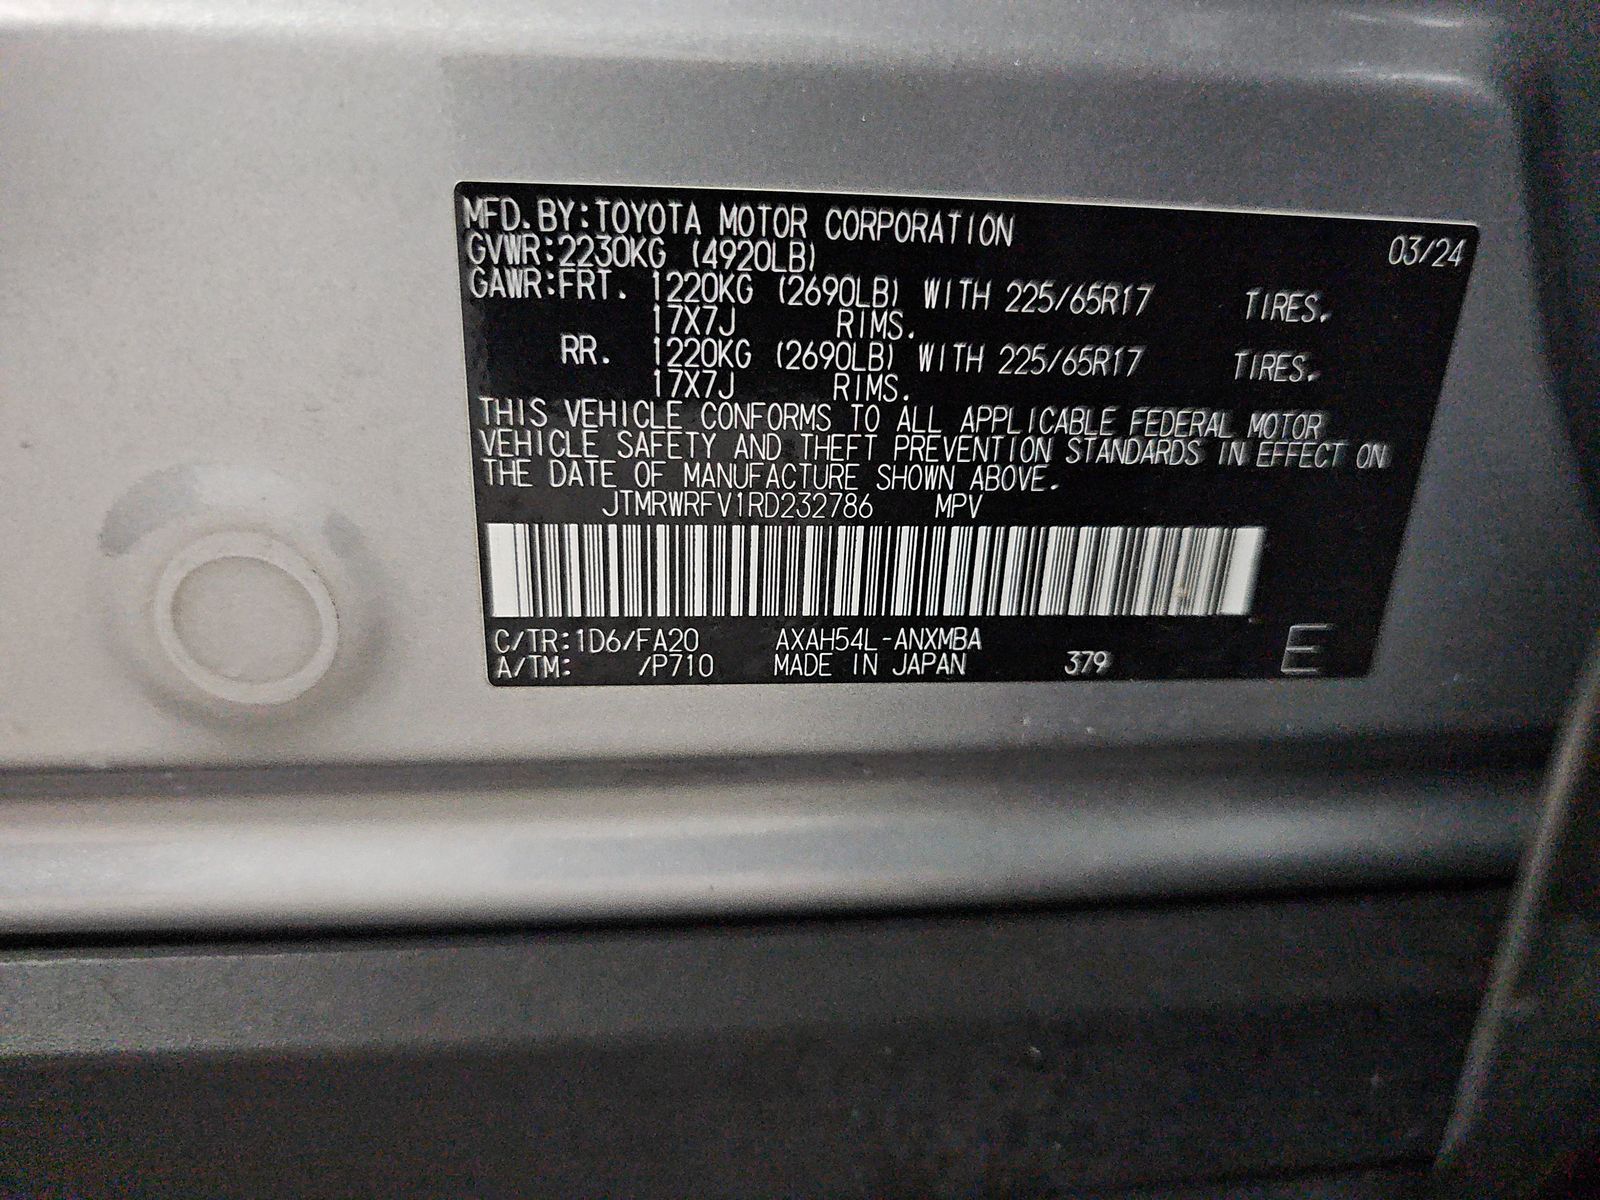 MFD.BY:TOYOTA MOTOR CORPORATION 03/24
GVWR:2230KG (4920LB)
GAWR:FRT. 1220KG (2690LB) WITH 225/65R17 TIRES.
17X7J RIMS.
RR. 1220KG (2690LB) WITH 225/65R17 TIRES.
17X7J RIMS.
THIS VEHICLE CONFORMS TO ALL APPLICABLE FEDERAL MOTOR
VEHICLE SAFETY AND THEFT PREVENTION STANDARDS IN EFFECT ON
THE DATE OF MANUFACTURE SHOWN ABOVE.
JTMRWRFV1RD232786 MPV
C/TR:1D6/FA20 AXAH54L-ANXMBA
A/TM: /P710 MADE IN JAPAN 379 E